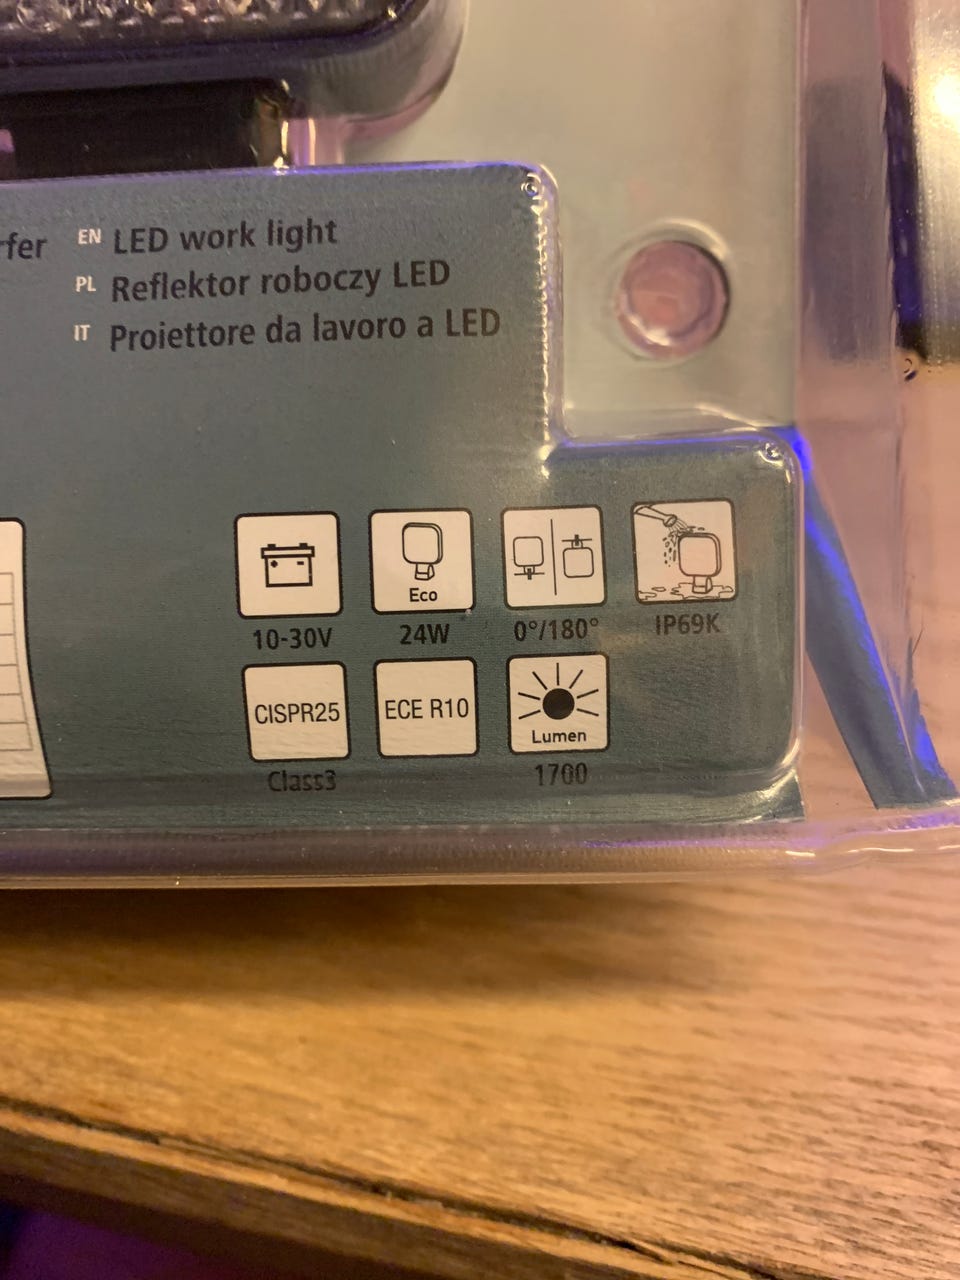 rfer
EN LED work light
PL Reflektor roboczy LED
IT Proiettore da lavoro a LED
Eco
10-30V 24W 0°/180° IP69K
CISPR25 ECE R10
Lumen
Class3 1700